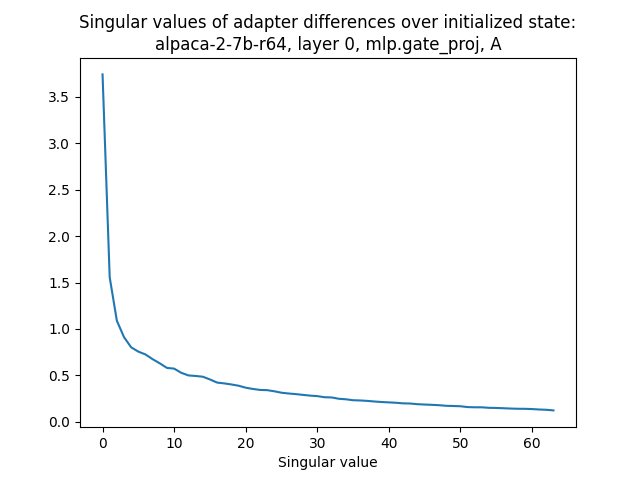 Singular values of adapter differences over initialized state:
alpaca-2-7b-r64, layer 0, mlp.gate_proj, A
3.5
3.0
2.5
2.0
1.5
1.0
0.5
0.0
0 10 20 30 40 50 60
Singular value